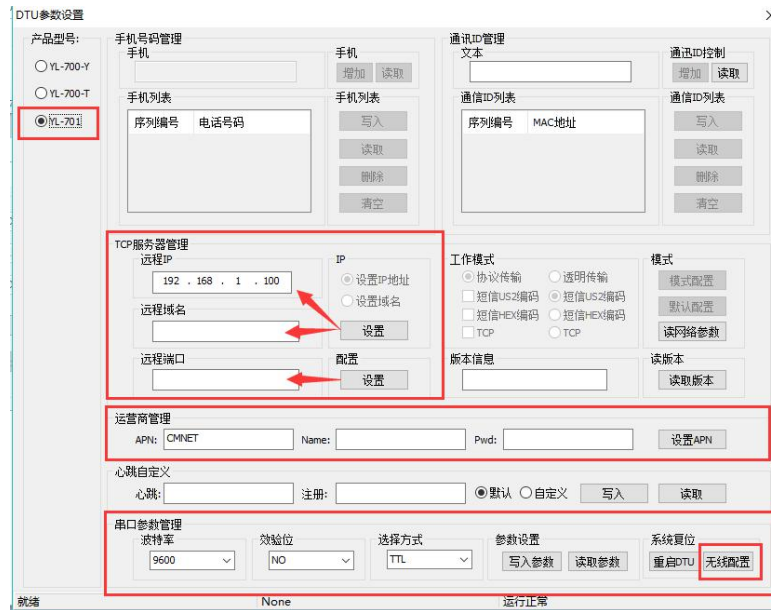 DTU参数设置
产品型号:
YL-700-Y
YL-700-T
YL-701
手机号码管理
手机
手机
增加 读取
手机列表
序列编号 电话号码
手机列表
写入
读取
删除
清空
通讯ID管理
文本
通迅ID控制
增加 读取
通信ID列表
序列编号 MAC地址
通信ID列表
写入
读取
删除
清空
TCP服务器管理
远程IP
192 . 168 . 1 . 100
远程域名
IP
设置IP地址
设置域名
设置
远程端口
配置
设置
工作模式
协议传输 透明传输
短信US2编码 短信US2编码
短信HEX编码 短信HEX编码
TCP TCP
模式
模式配置
默认配置
读网络参数
版本信息
读版本
读取版本
运营商管理
APN: CMNET Name: Pwd: 设置APN
心跳自定义
心跳: 注册: 默认 自定义 写入 读取
串口参数管理
波特率 效验位 选择方式 参数设置 系统复位
9600 NO TTL 写入参数 读取参数 重启DTU 无线配置
就绪 None 运行正常